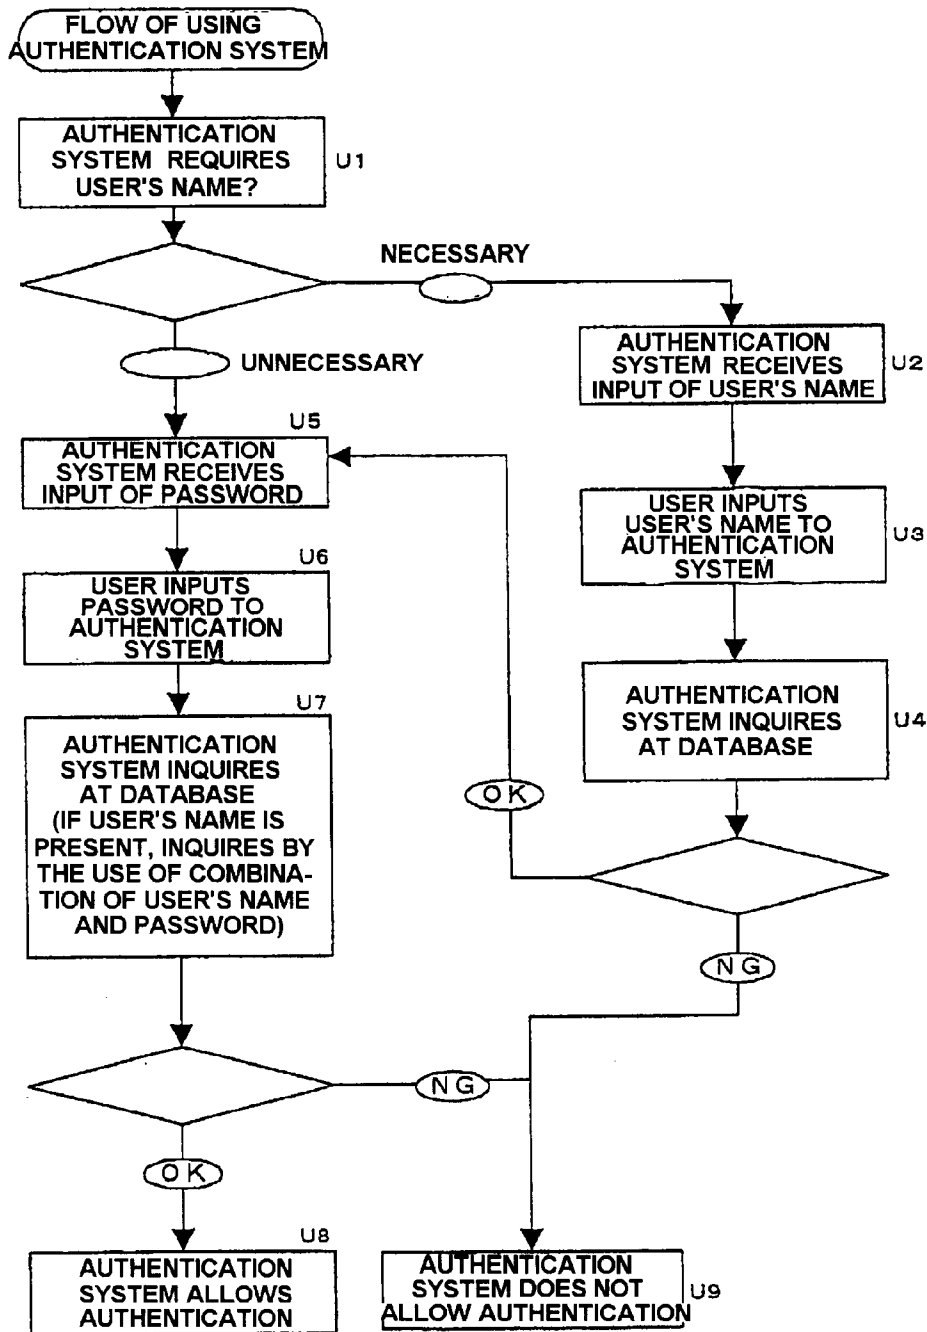 FLOW OF USING
AUTHENTICATION SYSTEM
AUTHENTICATION
SYSTEM REQUIRES
USER'S NAME?
U1
NECESSARY
UNNECESSARY
AUTHENTICATION
SYSTEM RECEIVES
INPUT OF USER'S NAME
U2
U5
AUTHENTICATION
SYSTEM RECEIVES
INPUT OF PASSWORD
USER INPUTS
USER'S NAME TO
AUTHENTICATION
SYSTEM
U3
U6
USER INPUTS
PASSWORD TO
AUTHENTICATION
SYSTEM
AUTHENTICATION
SYSTEM INQUIRES
AT DATABASE
U4
U7
AUTHENTICATION
SYSTEM INQUIRES
AT DATABASE
(IF USER'S NAME IS
PRESENT, INQUIRES BY
THE USE OF COMBINA-
TION OF USER'S NAME
AND PASSWORD)
OK
NG
NG
OK
U8
AUTHENTICATION
SYSTEM ALLOWS
AUTHENTICATION
AUTHENTICATION
SYSTEM DOES NOT
ALLOW AUTHENTICATION
U9